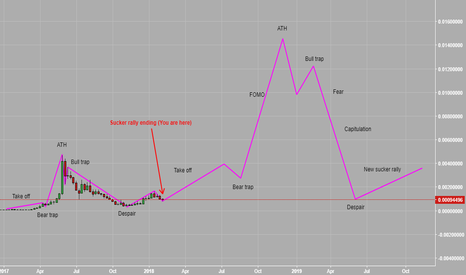 ATH
0.01600000
0.01400000
Bull trap
0.01200000
FOMO
Fear
0.01000000
Sucker rally ending (You are here)
0.00800000
Capitulation
ATH
0.00600000
Bull trap
Take off
New sucker rally
0.00400000
Bear trap
0.00200000
Take off
0.00094496
Bear trap
Despair
Despair
0.00000000
-0.00200000
-0.00400000
2017
Apr
Jul
Oct
2018
Apr
Jul
Oct
2019
Apr
Jul
Oct